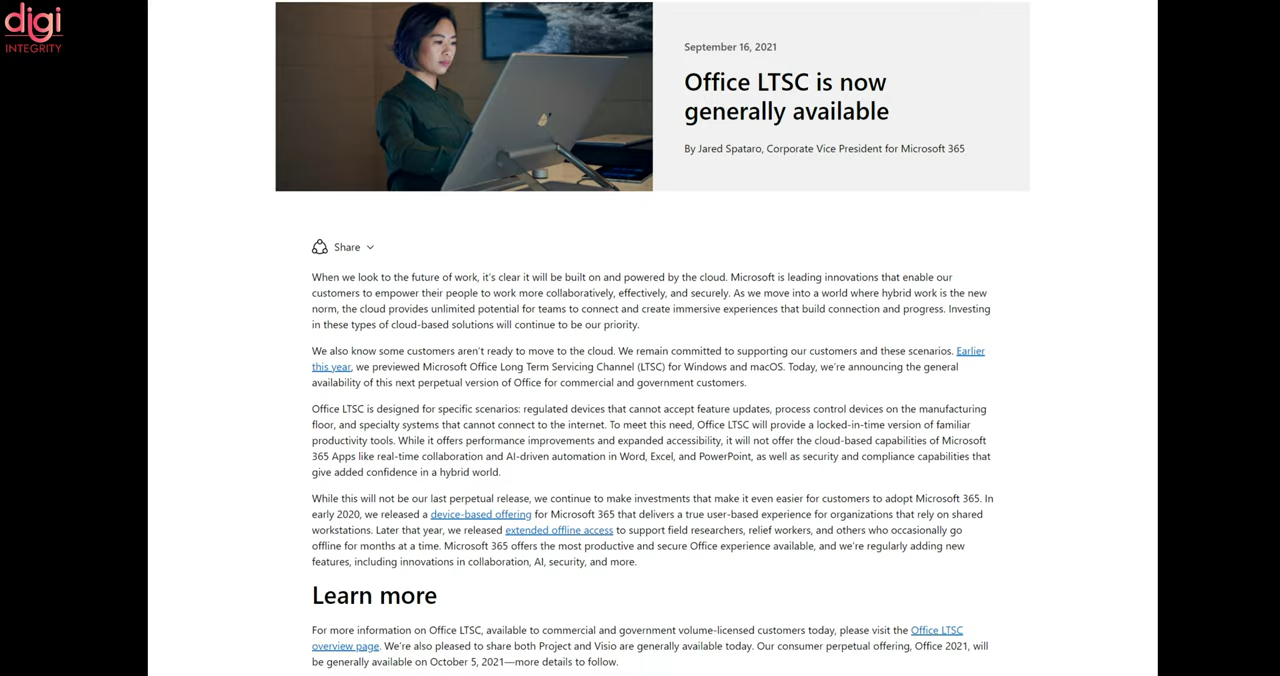 digi
INTEGRITY
September 16, 2021
Office LTSC is now
generally available
By Jared Spataro, Corporate Vice President for Microsoft 365
Share
When we look to the future of work, it's clear it will be built on and powered by the cloud. Microsoft is leading innovations that enable our
customers to empower their people to work more collaboratively, effectively, and securely. As we move into a world where hybrid work is the new
norm, the cloud provides unlimited potential for teams to connect and create immersive experiences that build connection and progress. Investing
in these types of cloud-based solutions will continue to be our priority.
We also know some customers aren't ready to move to the cloud. We remain committed to supporting our customers and these scenarios. Earlier
this year, we previewed Microsoft Office Long Term Servicing Channel (LTSC) for Windows and macOS. Today, we're announcing the general
availability of this next perpetual version of Office for commercial and government customers.
Office LTSC is designed for specific scenarios: regulated devices that cannot accept feature updates, process control devices on the manufacturing
floor, and specialty systems that cannot connect to the internet. To meet this need, Office LTSC will provide a locked-in-time version of familiar
productivity tools. While it offers performance improvements and expanded accessibility, it will not offer the cloud-based capabilities of Microsoft
365 Apps like real-time collaboration and AI-driven automation in Word, Excel, and PowerPoint, as well as security and compliance capabilities that
give added confidence in a hybrid world.
While this will not be our last perpetual release, we continue to make investments that make it even easier for customers to adopt Microsoft 365. In
early 2020, we released a device-based offering for Microsoft 365 that delivers a true user-based experience for organizations that rely on shared
workstations. Later that year, we released extended offline access to support field researchers, relief workers, and others who occasionally go
offline for months at a time. Microsoft 365 offers the most productive and secure Office experience available, and we're regularly adding new
features, including innovations in collaboration, AI, security, and more.
Learn more
For more information on Office LTSC, available to commercial and government volume-licensed customers today, please visit the Office LTSC
overview page. We're also pleased to share both Project and Visio are generally available today. Our consumer perpetual offering, Office 2021, will
be generally available on October 5, 2021—more details to follow.